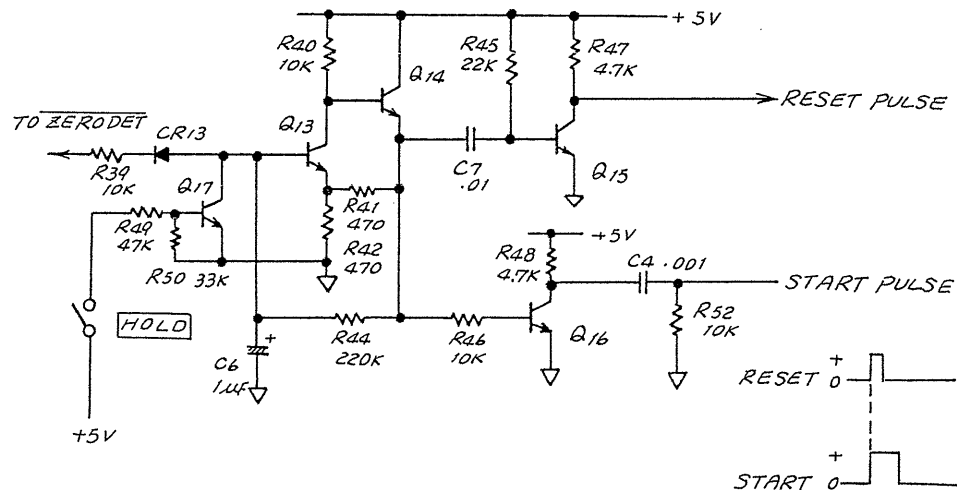 +5V
R40
10K
Q14
R45
22K
R47
4.7K
RESET PULSE
TO ZERO DET
CR13
Q13
R39
10K
Q17
C7
.01
Q15
R49
47K
R50 33K
R41
470
R42
470
+5V
R48
4.7K
C4 .001
START PULSE
HOLD
R52
10K
C6
1µF
+
R44
220K
R46
10K
Q16
+5V
RESET
+
0
START
+
0